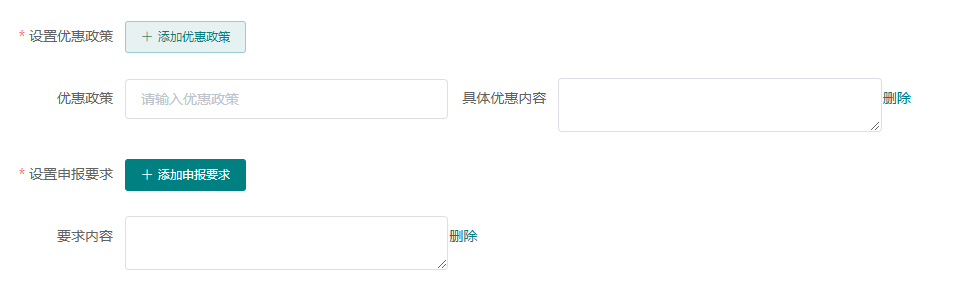 * 设置优惠政策 + 添加优惠政策
优惠政策 请输入优惠政策 具体优惠内容 删除
* 设置申报要求 + 添加申报要求
要求内容 删除